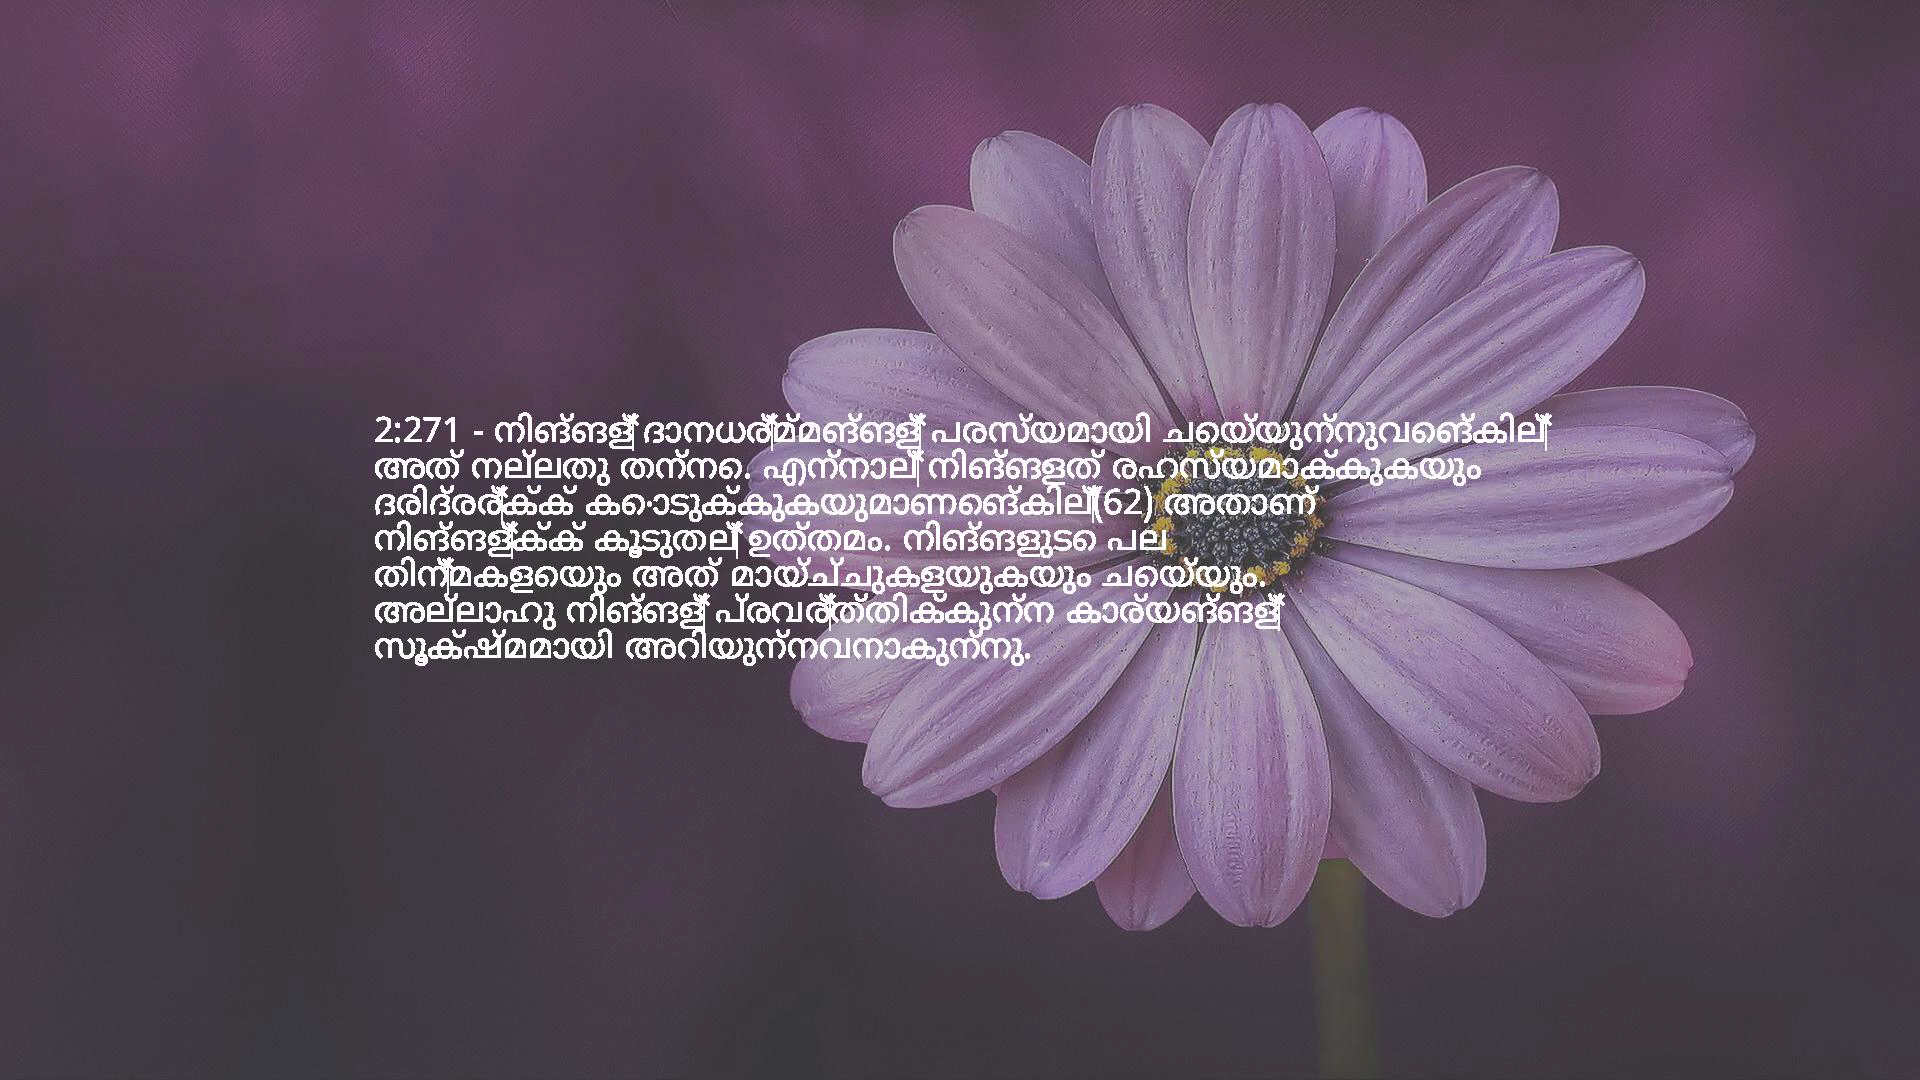 2:271 - നിങ്ങള്‍ ദാനധര്‍മ്മങ്ങള്‍ പരസ്യമായി ചെയ്യുന്നുവെങ്കില്‍
അത് നല്ലതു തന്നെ. എന്നാല്‍ നിങ്ങളത് രഹസ്യമാക്കുകയും
ദരിദ്രര്‍ക്ക് കൊടുക്കുകയുമാണെങ്കില്‍(62) അതാണ്
നിങ്ങള്‍ക്ക് കൂടുതല്‍ ഉത്തമം. നിങ്ങളുടെ പല
തിന്‍മകളെയും അത് മായ്ച്ചുകളയുകയും ചെയ്യും.
അല്ലാഹു നിങ്ങള്‍ പ്രവര്‍ത്തിക്കുന്ന കാര്യങ്ങള്‍
സൂക്ഷ്മമായി അറിയുന്നവനാകുന്നു.